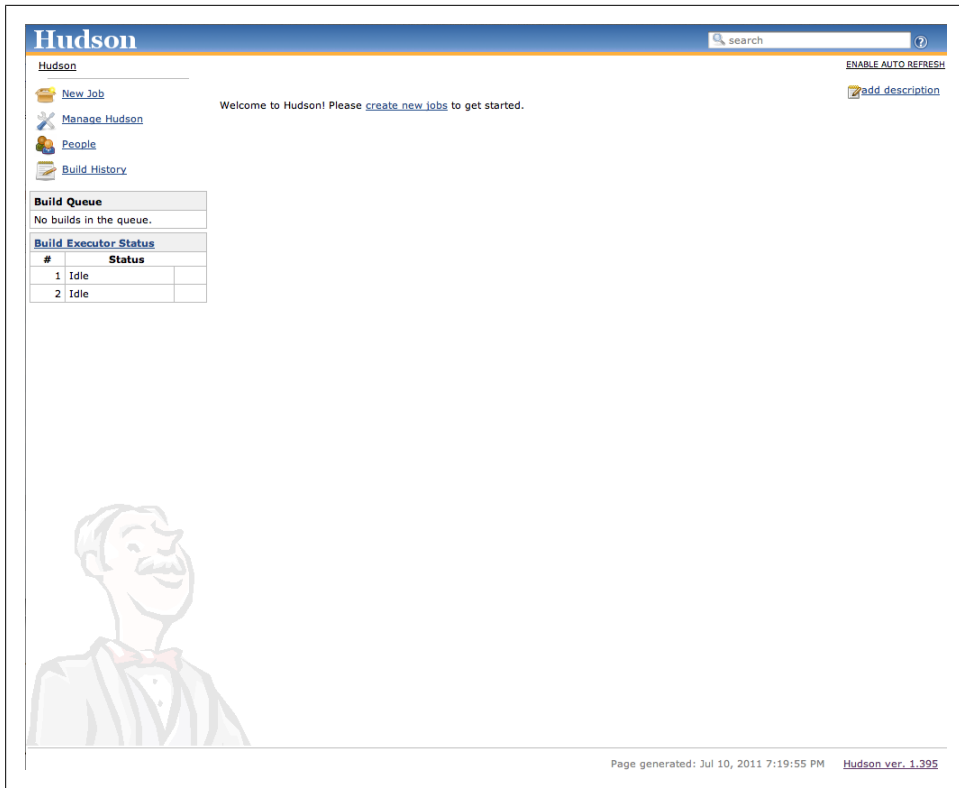 Hudson
search
Hudson
ENABLE AUTO REFRESH
New Job
add description
Welcome to Hudson! Please create new jobs to get started.
Manage Hudson
People
Build History
Build Queue
No builds in the queue.
Build Executor Status
# Status
1 Idle
2 Idle
Page generated: Jul 10, 2011 7:19:55 PM Hudson ver. 1.395